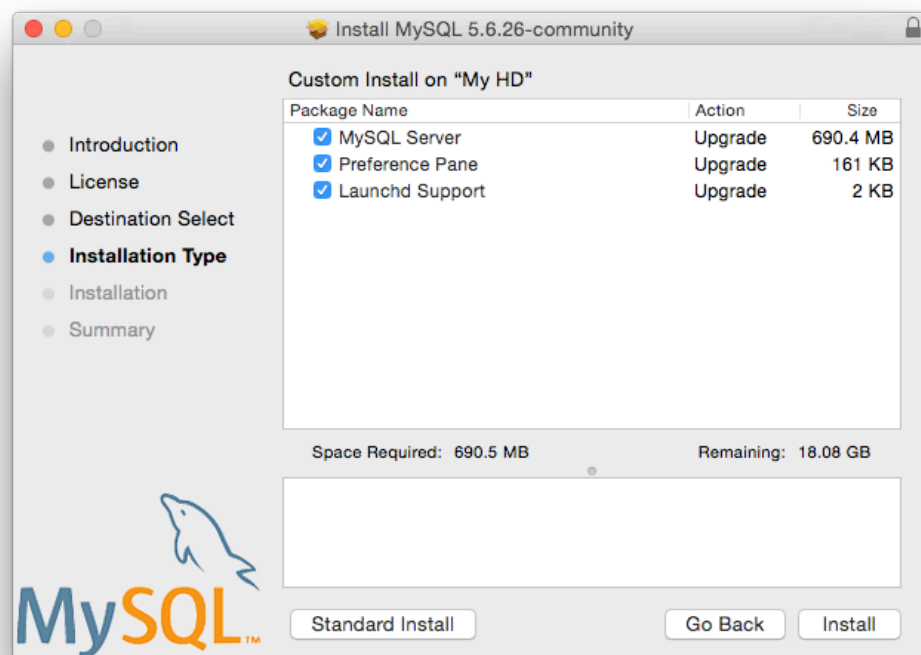 Install MySQL 5.6.26-community
Custom Install on “My HD”
Package Name Action Size
MySQL Server Upgrade 690.4 MB
Preference Pane Upgrade 161 KB
Launchd Support Upgrade 2 KB
Introduction
License
Destination Select
Installation Type
Installation
Summary
Space Required: 690.5 MB Remaining: 18.08 GB
MySQL™
Standard Install Go Back Install